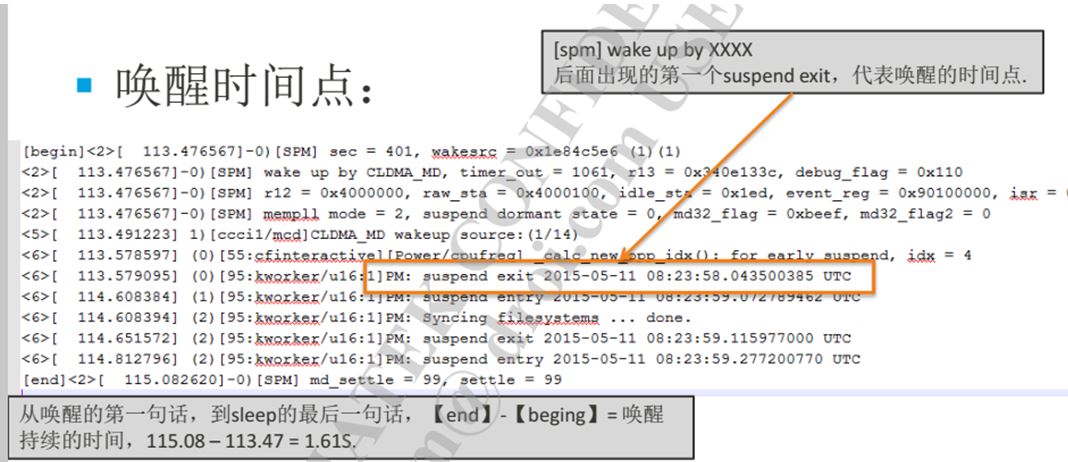 [spm] wake up by XXXX
后面出现的第一个suspend exit，代表唤醒的时间点.
唤醒时间点：
[begin]<2>[  113.476567]-0)[SPM] sec = 401, wakesrc = 0x1e84c5e6 (1)(1)
<2>[  113.476567]-0)[SPM] wake up by CLDMA_MD, timer_out = 1061, r13 = 0x340e133c, debug_flag = 0x110
<2>[  113.476567]-0)[SPM] r12 = 0x4000000, raw_sta = 0x4000100, idle_sta = 0x1ed, event_reg = 0x90100000, isr =
<2>[  113.476567]-0)[SPM] mempll mode = 2, suspend dormant state = 0, md32_flag = 0xbeef, md32_flag2 = 0
<5>[  113.491223] 1)[ccci1/mcd]CLDMA_MD wakeup source:(1/14)
<6>[  113.578597] (0)[55:cfinteractive][Power/cpufreq] _calc_new_opp_idx(): for early suspend, idx = 4
<6>[  113.579095] (0)[95:kworker/u16:1]PM: suspend exit 2015-05-11 08:23:58.043500385 UTC
<6>[  114.608384] (1)[95:kworker/u16:1]PM: suspend entry 2015-05-11 08:23:59.072789462 UTC
<6>[  114.608394] (2)[95:kworker/u16:1]PM: Syncing filesystems ... done.
<6>[  114.651572] (2)[95:kworker/u16:1]PM: suspend exit 2015-05-11 08:23:59.115977000 UTC
<6>[  114.812796] (2)[95:kworker/u16:1]PM: suspend entry 2015-05-11 08:23:59.277200770 UTC
[end]<2>[  115.082620]-0)[SPM] md_settle = 99, settle = 99
从唤醒的第一句话，到sleep的最后一句话，【end】-【beging】= 唤醒
持续的时间，115.08 – 113.47 = 1.61S.